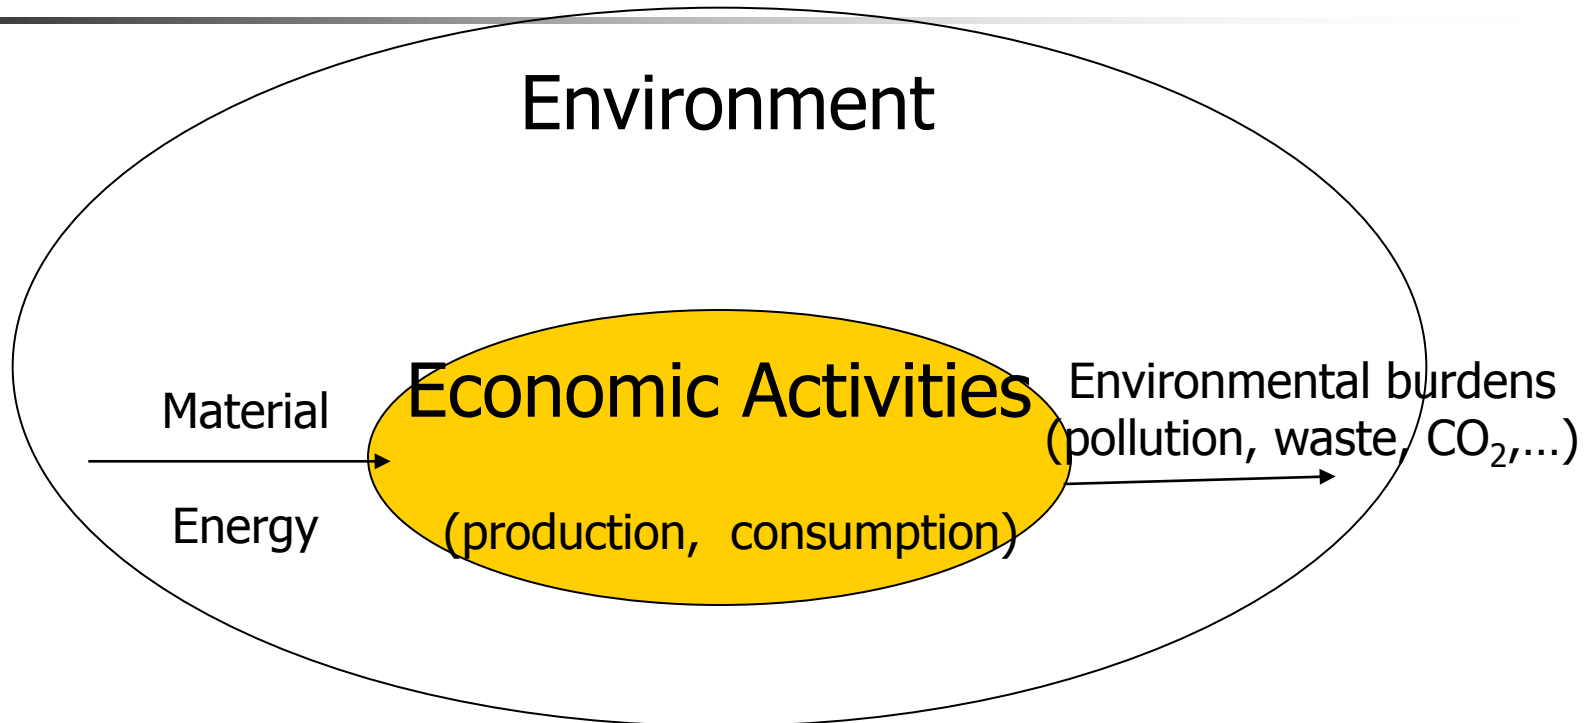 Environment
Economic Activities
Material
Energy
(production, consumption)
Environmental burdens
(pollution, waste, CO₂,...)